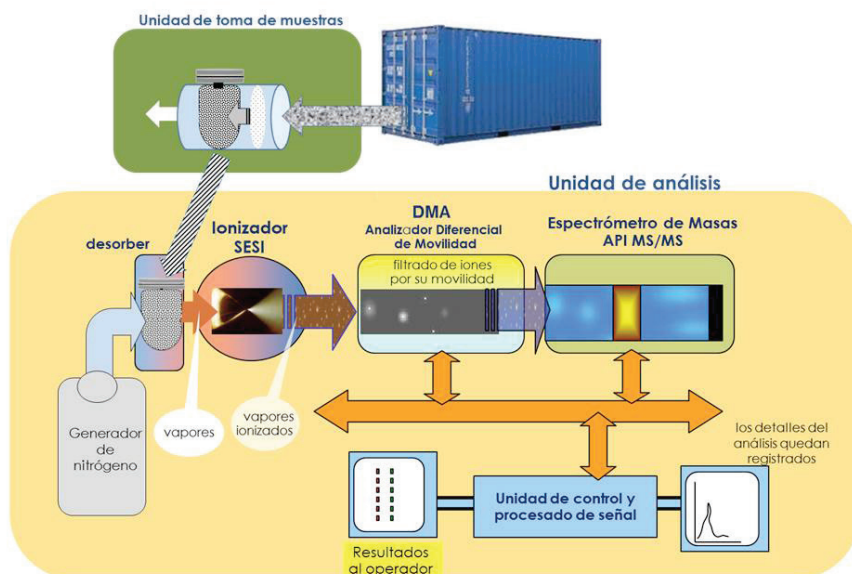 Unidad de toma de muestras
Unidad de análisis
desorber
Ionizador
SESI
DMA
Analizador Diferencial
de Movilidad
Espectrómetro de Masas
API MS/MS
filtrado de iones
por su movilidad
Generador
de
nitrógeno
vapores
vapores
ionizados
los detalles del
análisis quedan
registrados
Unidad de control y
procesado de señal
Resultados
al operador